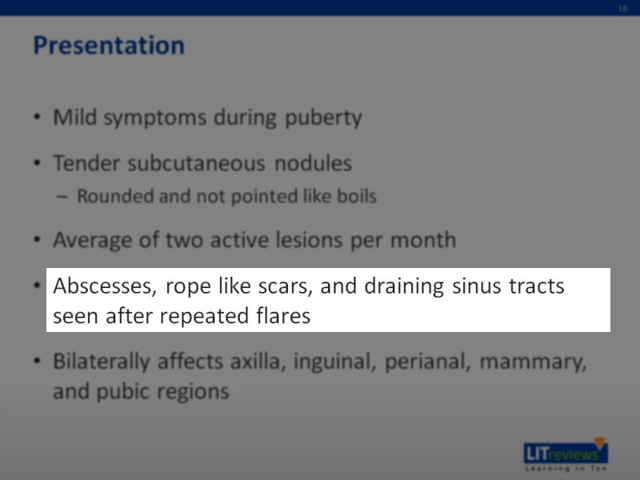 10
Presentation
• Mild symptoms during puberty
• Tender subcutaneous nodules
– Rounded and not pointed like boils
• Average of two active lesions per month
• Abscesses, rope like scars, and draining sinus tracts
seen after repeated flares
• Bilaterally affects axilla, inguinal, perianal, mammary,
and pubic regions
LITreviews
Learning In Ten